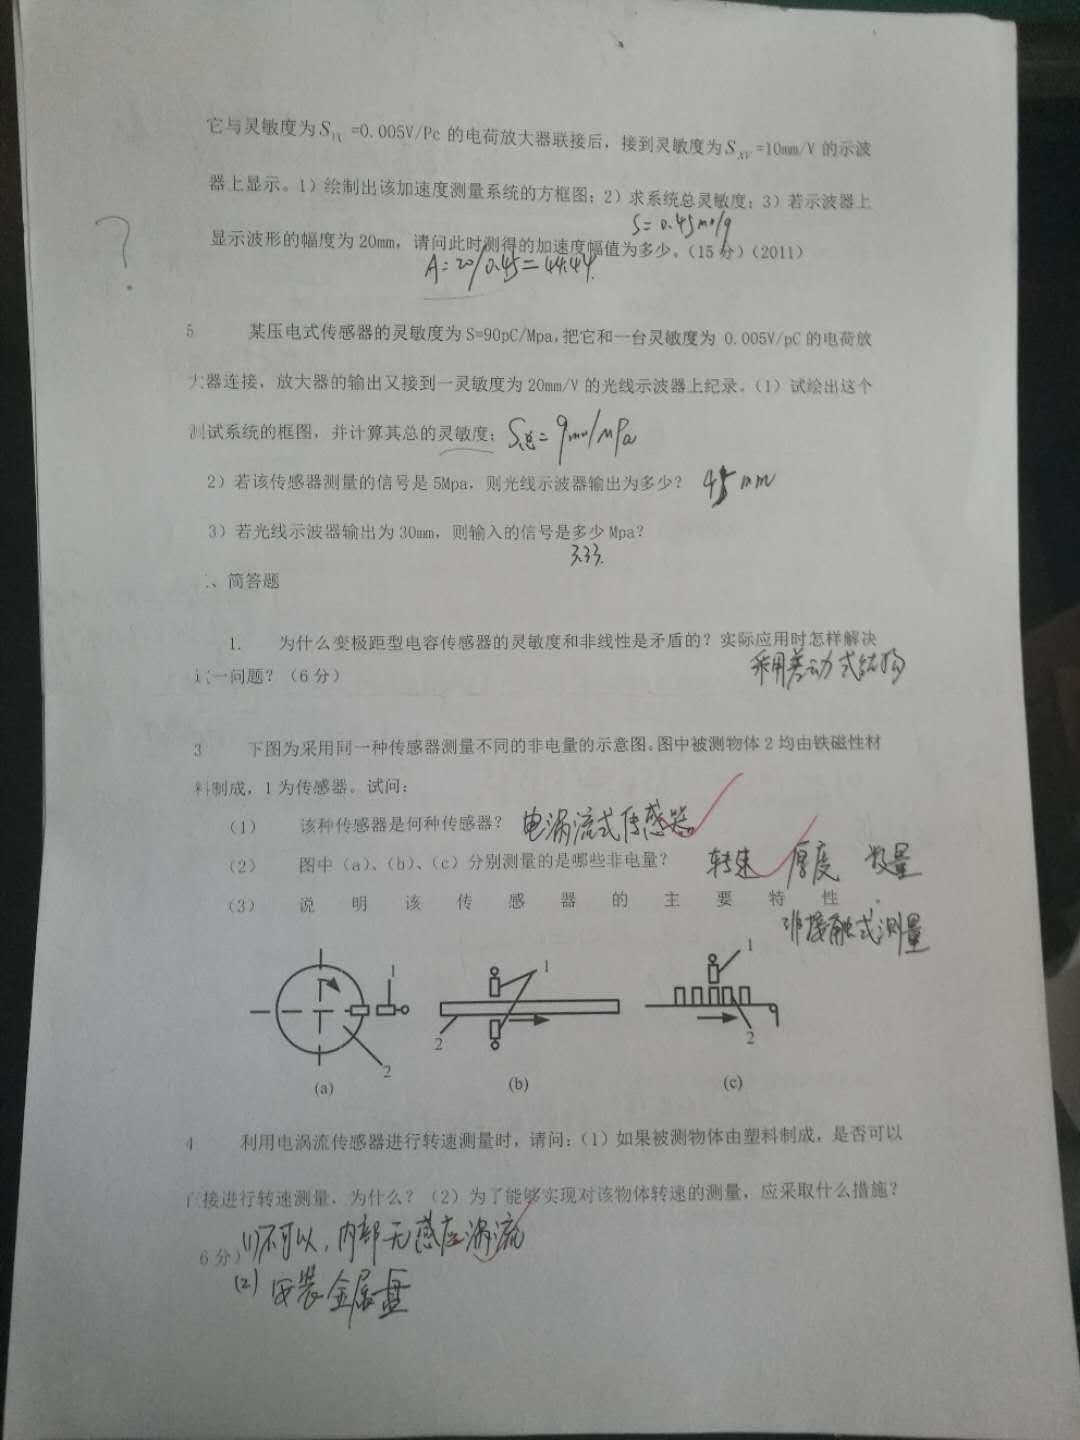 它与灵敏度为 =0.005V/Pc 的电荷放大器联接后，接到灵敏度为 =10mm/V 的示波
器上显示。1）绘制出该加速度测量系统的方框图；2）求系统总灵敏度；3）若示波器上
S=0.45mm/g
显示波形的幅度为20mm，请问此时测得的加速度幅值为多少。（15分）（2011）
A=20/0.45=44.44.
?
5 某压电式传感器的灵敏度为S=90pC/Mpa，把它和一台灵敏度为 0.005V/pC的电荷放
大器连接，放大器的输出又接到一灵敏度为20mm/V的光线示波器上纪录。（1）试绘出这个
测试系统的框图，并计算其总的灵敏度； S总=9mm/MPa
2）若该传感器测量的信号是5Mpa，则光线示波器输出为多少？ 45mm
3）若光线示波器输出为30mm，则输入的信号是多少Mpa？
3.33.
、简答题
1. 为什么变极距型电容传感器的灵敏度和非线性是矛盾的？实际应用时怎样解决
采用差动式结构
一问题？（6分）
3 下图为采用同一种传感器测量不同的非电量的示意图。图中被测物体2均由铁磁性材
料制成，1为传感器。试问：
（1） 该种传感器是何种传感器？ 电涡流式传感器
（2） 图中（a）、（b）、（c）分别测量的是哪些非电量？ 转速 厚度 数量
（3） 说明该传感器的主要特性。
非接触式测量
1 2 (a)
1 2 (b)
1 2 (c)
4 利用电涡流传感器进行转速测量时，请问：（1）如果被测物体由塑料制成，是否可以
接进行转速测量，为什么？（2）为了能够实现对该物体转速的测量，应采取什么措施？
6分）(1)不可以，内部无感应涡流
(2) 安装金属盘